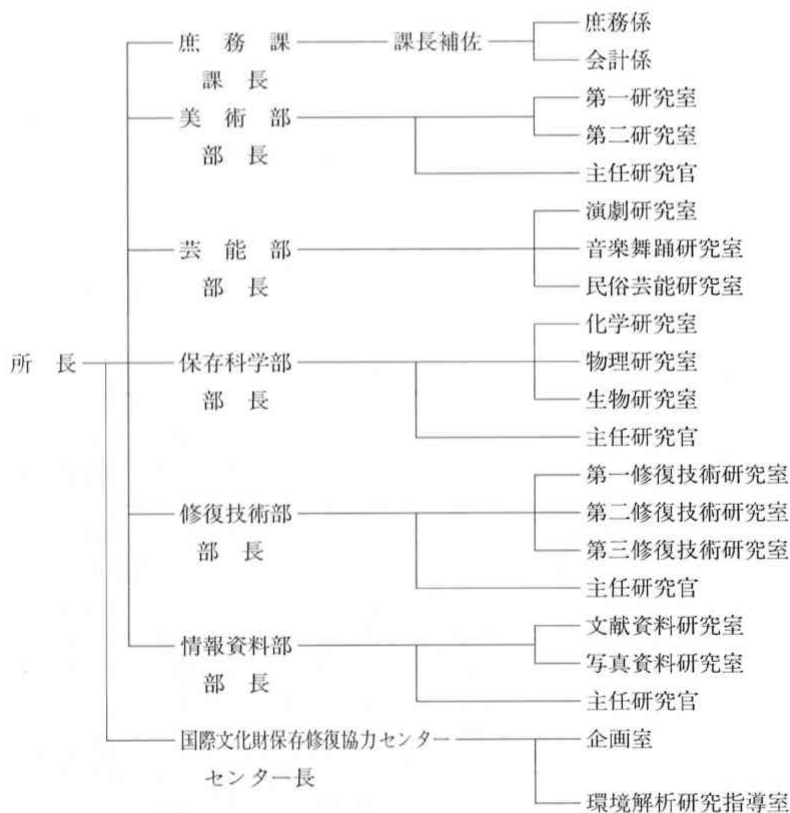 庶務係
庶務課 課長補佐
会計係
課長
第一研究室
美術部
第二研究室
部長
主任研究官
演劇研究室
芸能部 音楽舞踊研究室
部長 民俗芸能研究室
化学研究室
所長 保存科学部 物理研究室
部長 生物研究室
主任研究官
第一修復技術研究室
修復技術部 第二修復技術研究室
部長 第三修復技術研究室
主任研究官
文献資料研究室
情報資料部
写真資料研究室
部長 主任研究官
国際文化財保存修復協力センター 企画室
センター長
環境解析研究指導室